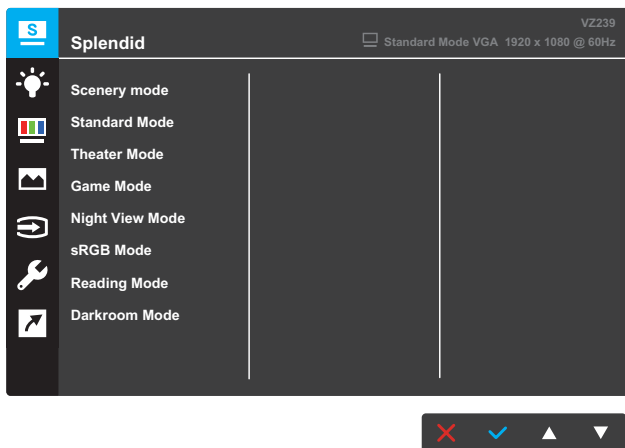 S
VZ239
Splendid
Standard Mode VGA 1920 x 1080 @ 60Hz
Scenery mode
Standard Mode
Theater Mode
Game Mode
Night View Mode
sRGB Mode
Reading Mode
Darkroom Mode